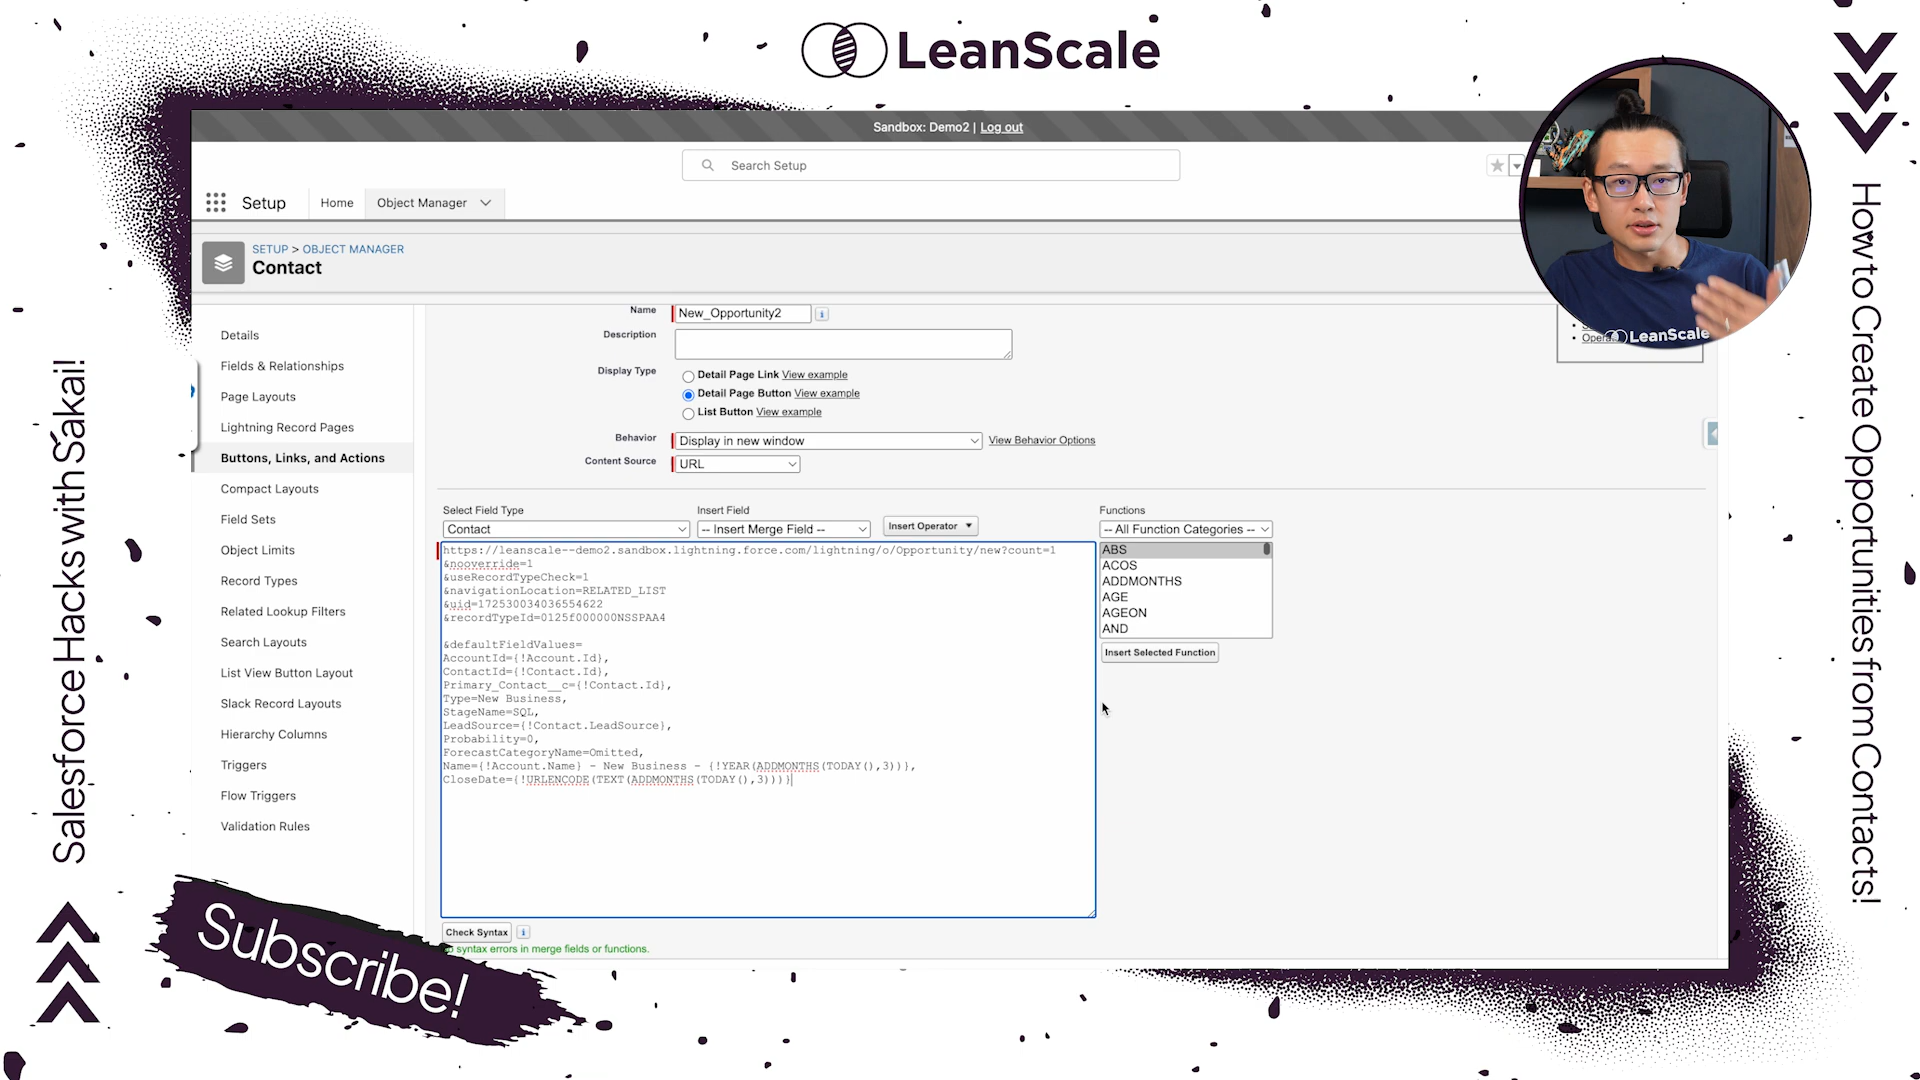 LeanScale
Sandbox: Demo2 | Log out
Search Setup
Setup
Home
Object Manager
SETUP > OBJECT MANAGER
Contact
Details
Fields & Relationships
Page Layouts
Lightning Record Pages
Buttons, Links, and Actions
Compact Layouts
Field Sets
Object Limits
Record Types
Related Lookup Filters
Search Layouts
List View Button Layout
Slack Record Layouts
Hierarchy Columns
Triggers
Flow Triggers
Validation Rules
Name New_Opportunity2
Description
Display Type
Detail Page Link View example
Detail Page Button View example
List Button View example
Behavior Display in new window View Behavior Options
Content Source URL
Select Field Type
Contact
Insert Field
-- Insert Merge Field --
Insert Operator
Functions
-- All Function Categories --
https://leanscale--demo2.sandbox.lightning.force.com/lightning/o/Opportunity/new?count=1
&nooverride=1
&useRecordTypeCheck=1
&navigationLocation=RELATED_LIST
&uid=172530034036554622
&recordTypeId=0125f000000NSSPAA4
&defaultFieldValues=
AccountId={!Account.Id},
ContactId={!Contact.Id},
Primary_Contact__c={!Contact.Id},
Type=New Business,
StageName=SQL,
LeadSource={!Contact.LeadSource},
Probability=0,
ForecastCategoryName=Omitted,
Name={!Account.Name} - New Business - {!YEAR(ADDMONTHS(TODAY(),3))},
CloseDate={!URLENCODE(TEXT(ADDMONTHS(TODAY(),3)))}
ABS
ACOS
ADDMONTHS
AGE
AGEON
AND
Insert Selected Function
Check Syntax
syntax errors in merge fields or functions.
LeanScale
Salesforce Hacks with Sakai!
How to Create Opportunities from Contacts!
Subscribe!